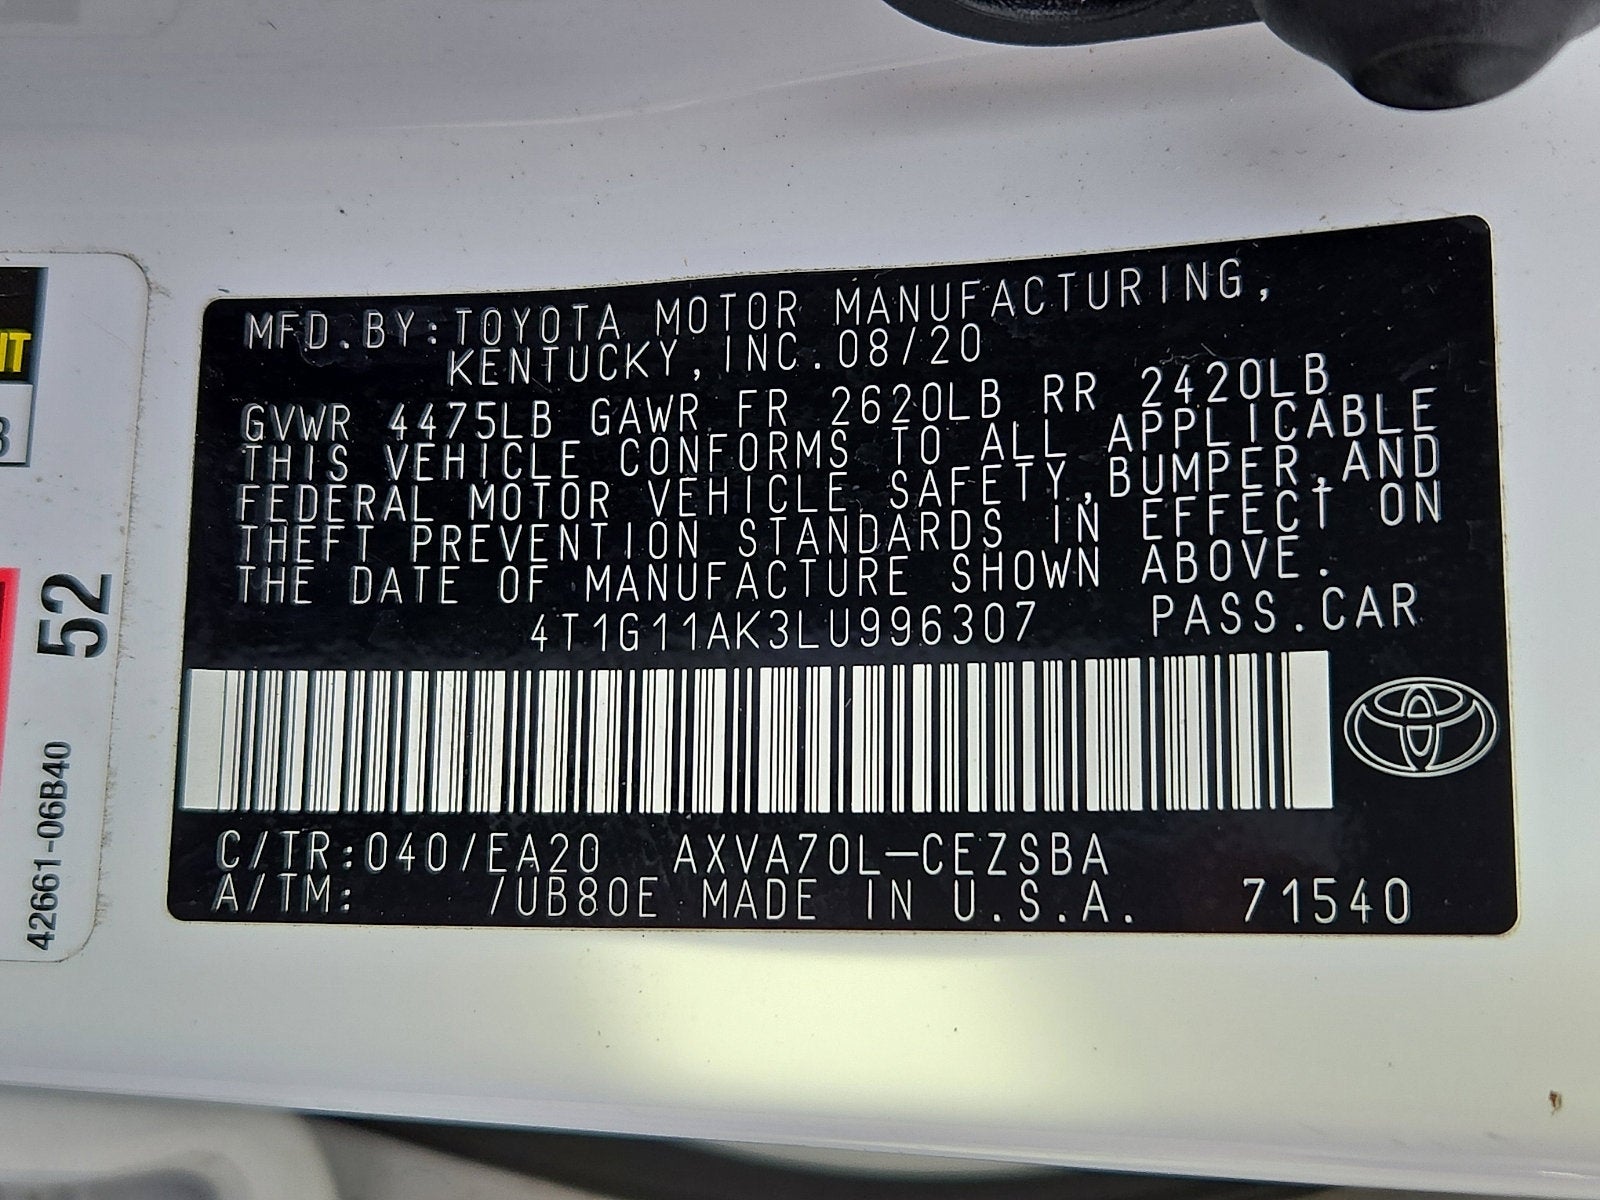 MFD.BY:TOYOTA MOTOR MANUFACTURING,
KENTUCKY,INC.08/20
GVWR 4475LB GAWR FR 2620LB RR 2420LB
THIS VEHICLE CONFORMS TO ALL APPLICABLE
FEDERAL MOTOR VEHICLE SAFETY,BUMPER,AND
THEFT PREVENTION STANDARDS IN EFFECT ON
THE DATE OF MANUFACTURE SHOWN ABOVE.
4T1G11AK3LU996307 PASS.CAR
C/TR:040/EA20 AXVA70L-CEZSBA
A/TM: /UB80E MADE IN U.S.A. 71540
52
42661-06B40